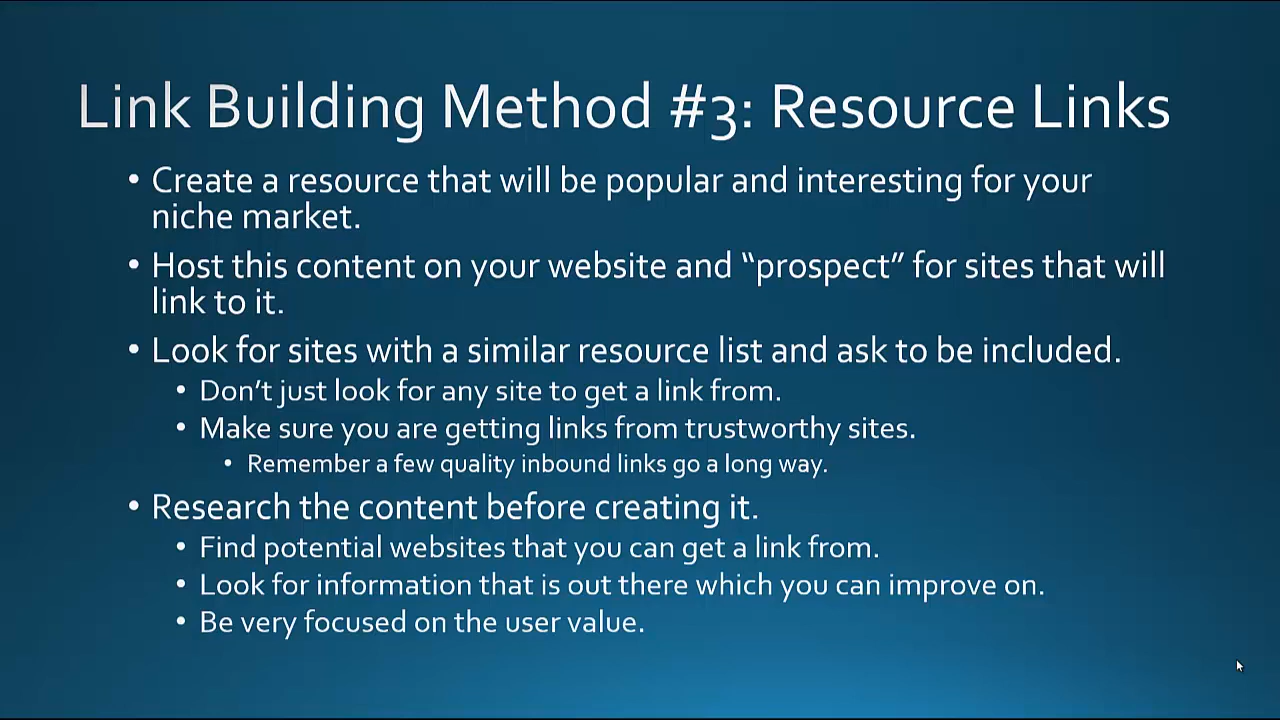 Link Building Method #3: Resource Links
• Create a resource that will be popular and interesting for your
niche market.
• Host this content on your website and “prospect” for sites that will
link to it.
• Look for sites with a similar resource list and ask to be included.
• Don’t just look for any site to get a link from.
• Make sure you are getting links from trustworthy sites.
• Remember a few quality inbound links go a long way.
• Research the content before creating it.
• Find potential websites that you can get a link from.
• Look for information that is out there which you can improve on.
• Be very focused on the user value.